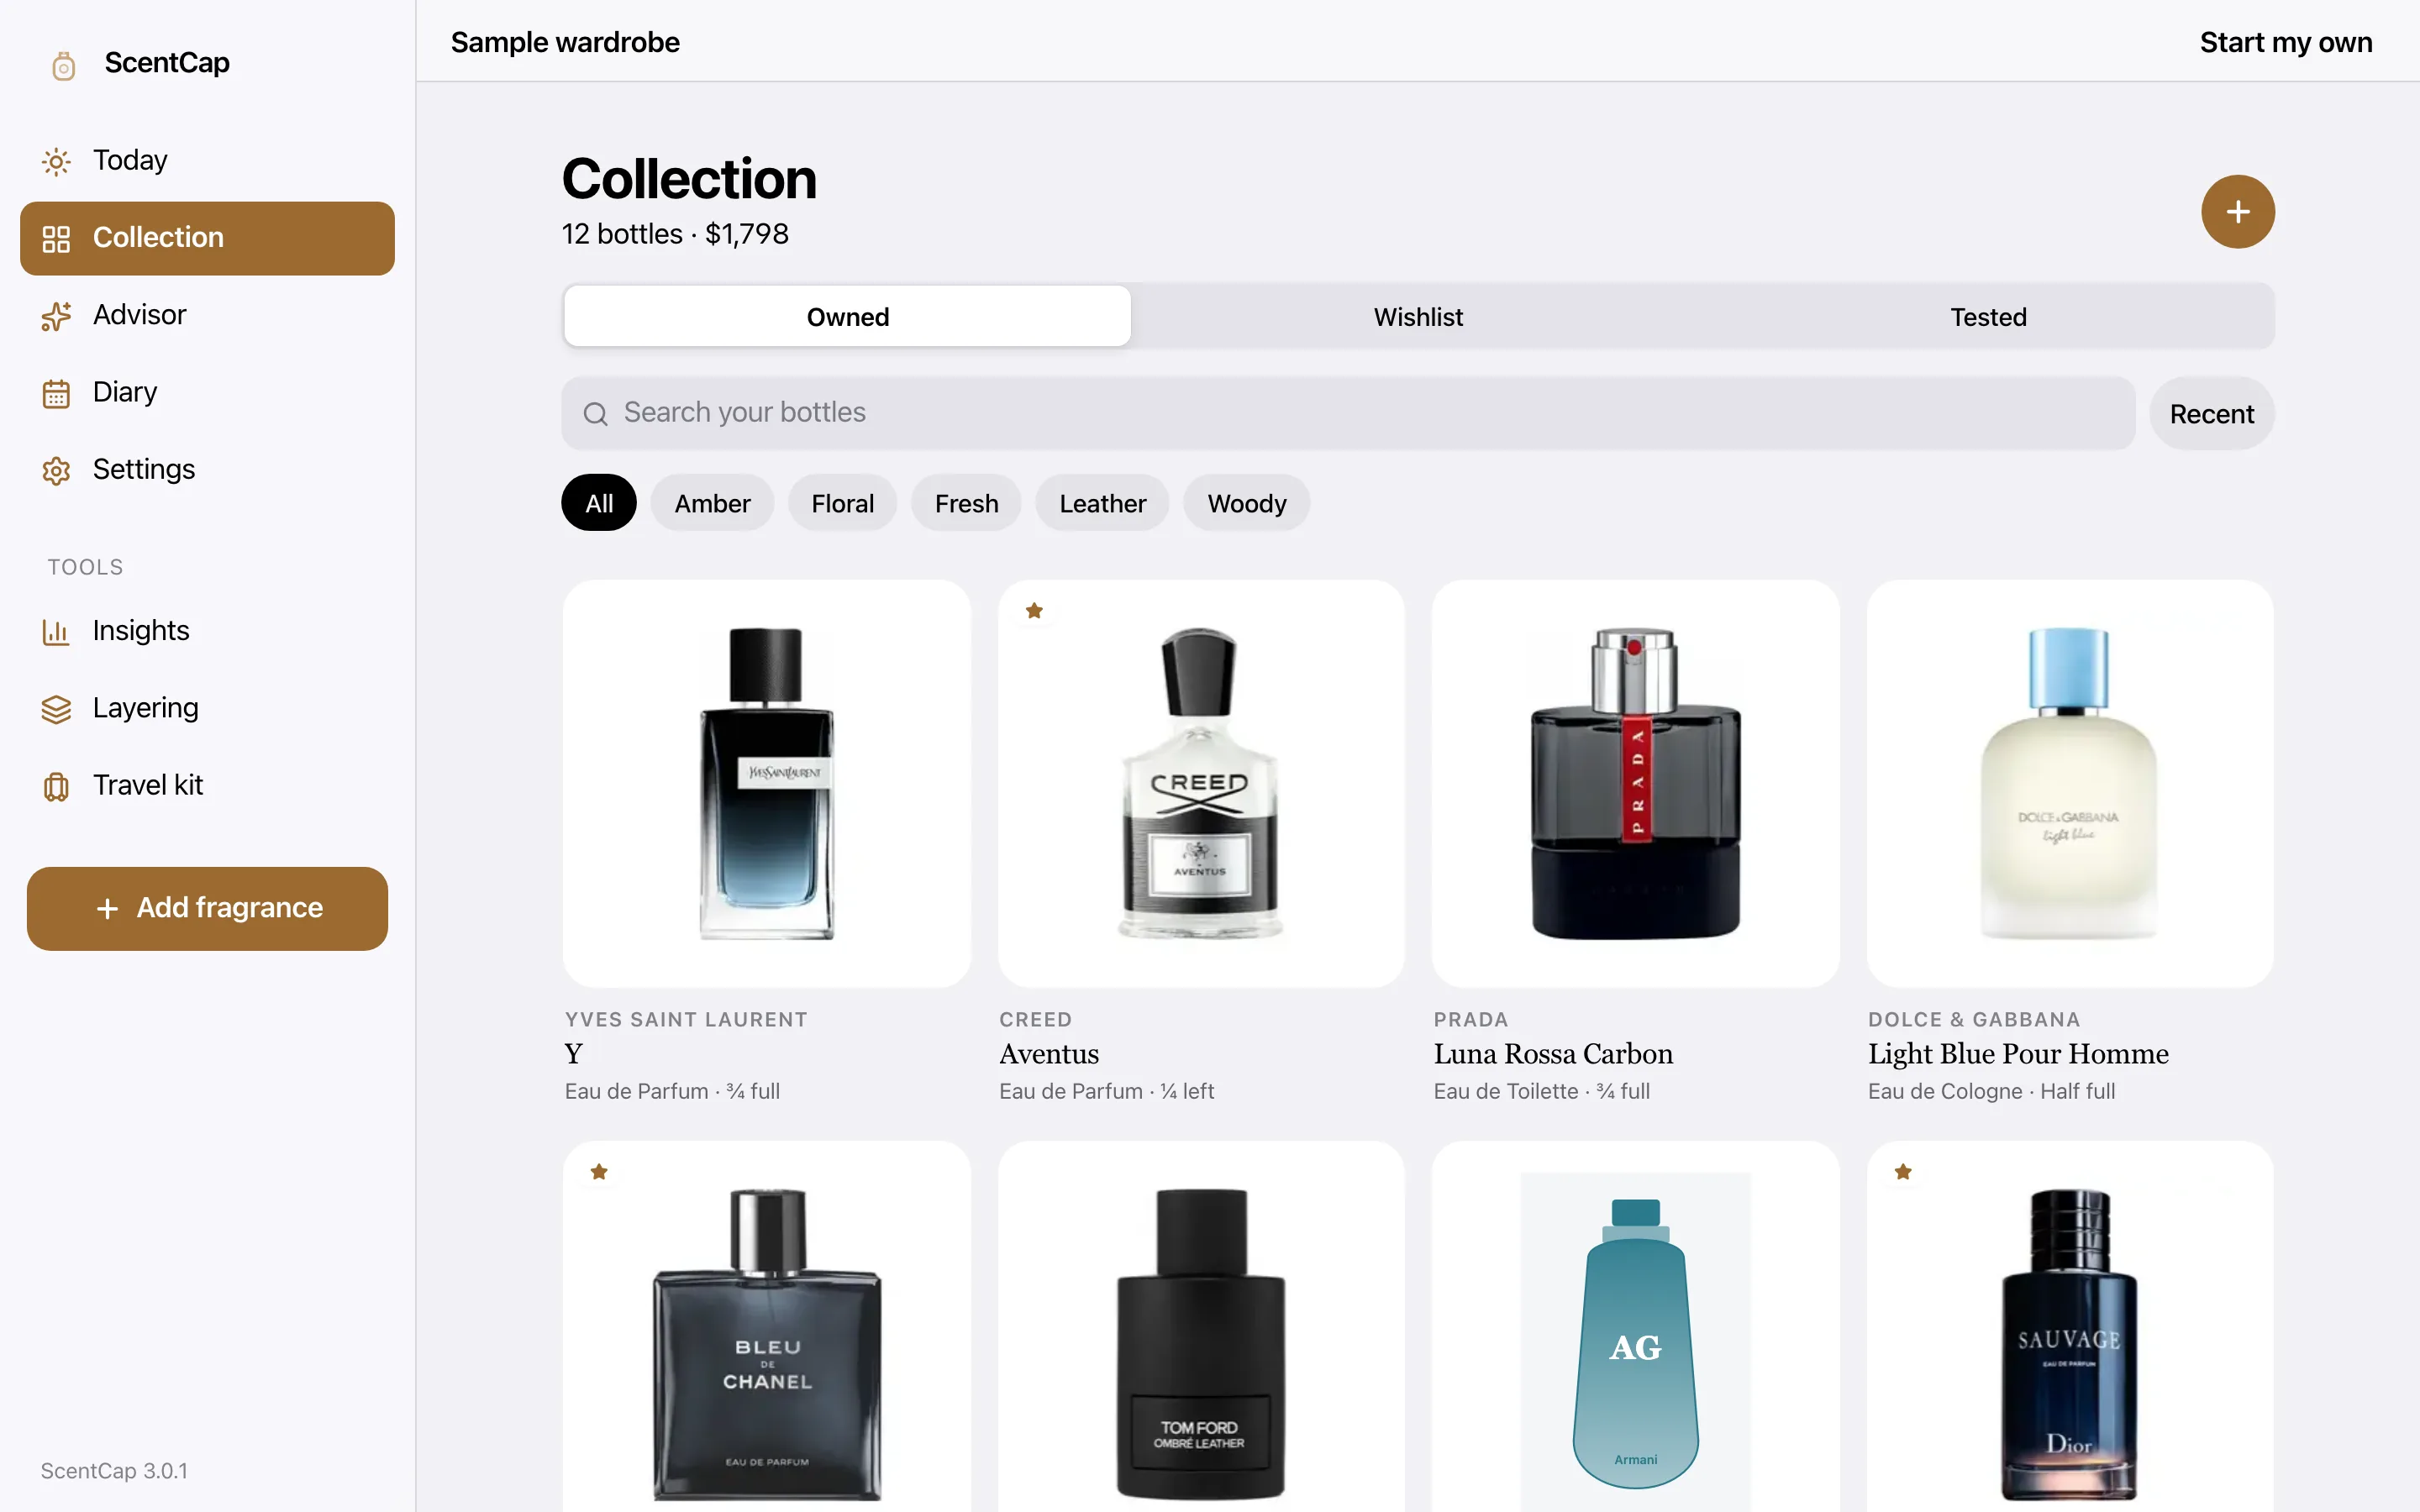 ScentCap
Sample wardrobe
Start my own
Today
Collection
Advisor
Diary
Settings
TOOLS
Insights
Layering
Travel kit
+ Add fragrance
ScentCap 3.0.1
Collection
12 bottles · $1,798
Owned
Wishlist
Tested
Search your bottles
Recent
All
Amber
Floral
Fresh
Leather
Woody
YVESSAINTLAURENT
CREED
AVENTUS
PRADA
DOLCE & GABBANA
light blue
YVES SAINT LAURENT
Y
Eau de Parfum · ¾ full
CREED
Aventus
Eau de Parfum · ¼ left
PRADA
Luna Rossa Carbon
Eau de Toilette · ¾ full
DOLCE & GABBANA
Light Blue Pour Homme
Eau de Cologne · Half full
BLEU
DE
CHANEL
EAU DE PARFUM
TOM FORD
OMBRÉ LEATHER
AG
Armani
SAUVAGE
EAU DE PARFUM
Dior